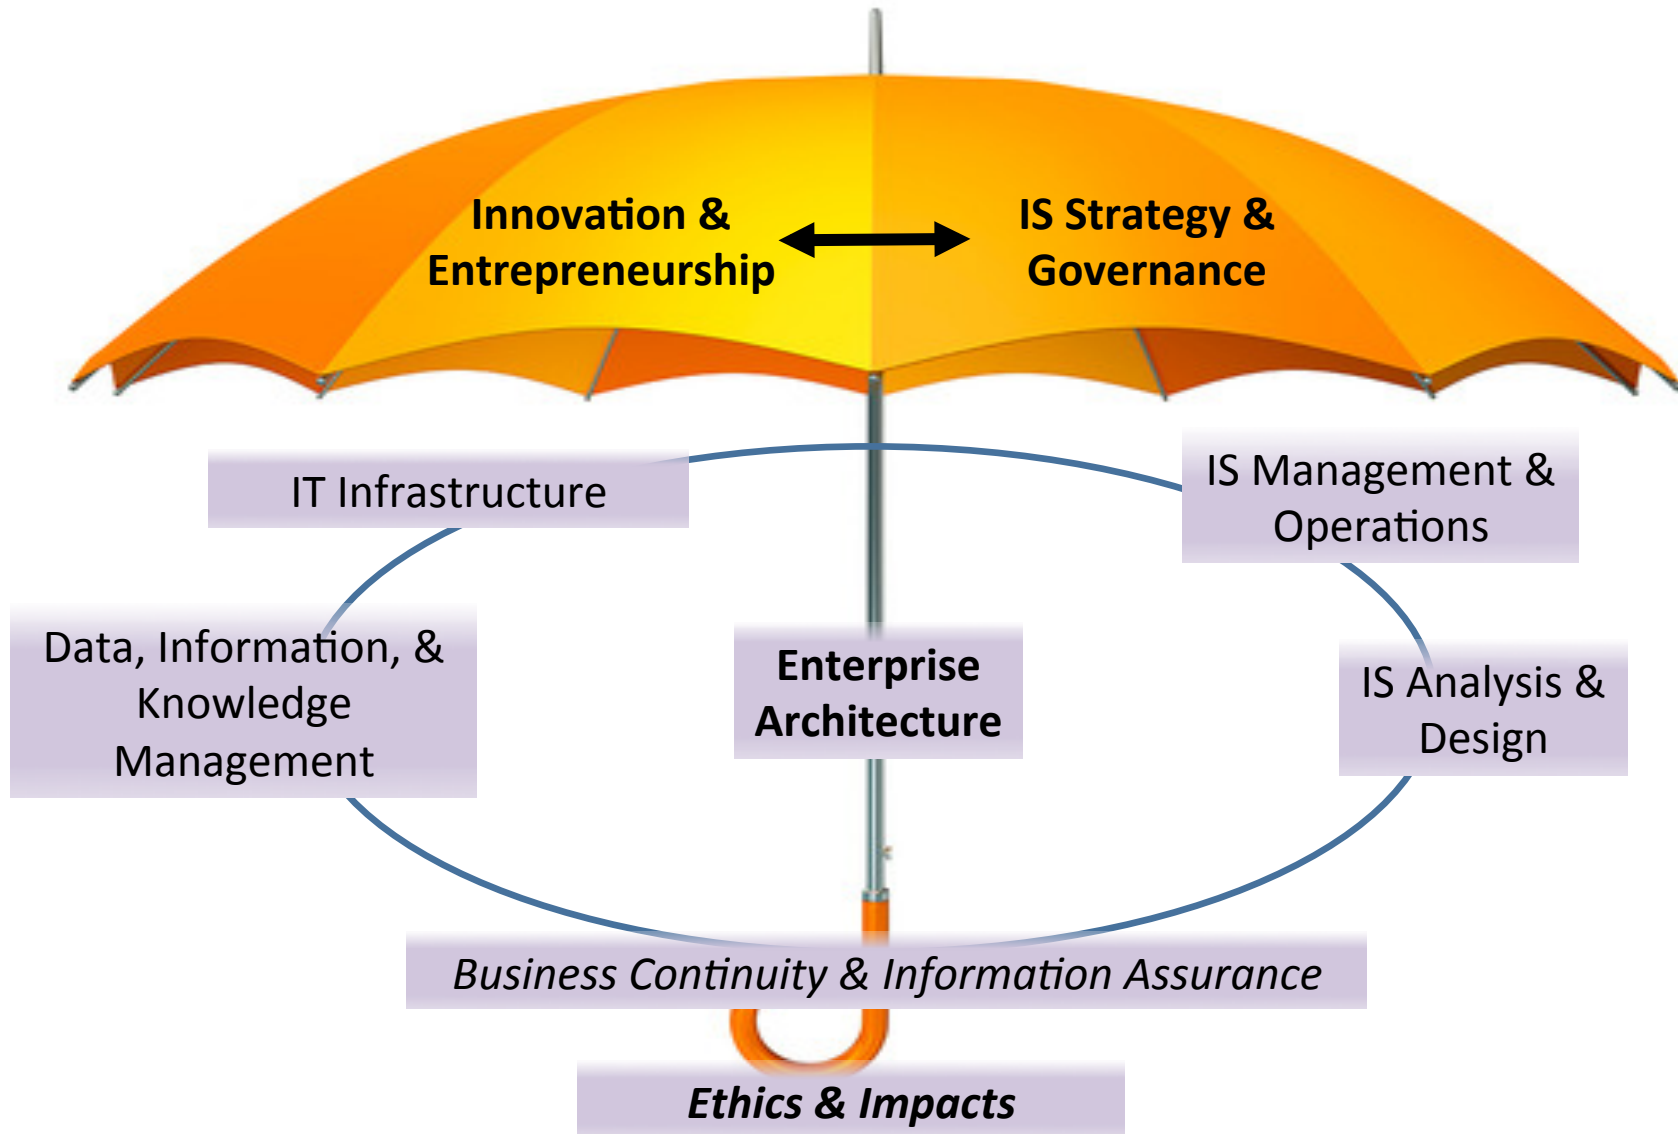 Innovation &
Entrepreneurship
IS Strategy &
Governance
IT Infrastructure
IS Management &
Operations
Data, Information, &
Knowledge
Management
Enterprise
Architecture
IS Analysis &
Design
Business Continuity & Information Assurance
Ethics & Impacts